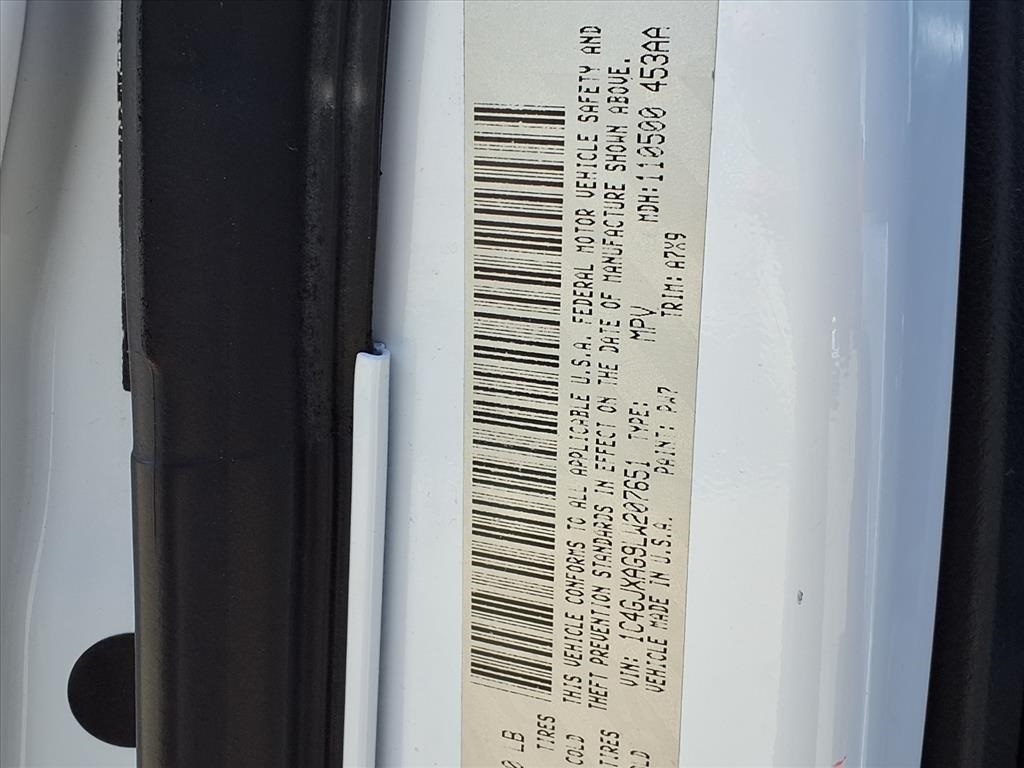 0 LB
TIRES
COLD
THIS VEHICLE CONFORMS TO ALL APPLICABLE U.S.A. FEDERAL MOTOR VEHICLE SAFETY AND
THEFT PREVENTION STANDARDS IN EFFECT ON THE DATE OF MANUFACTURE SHOWN ABOVE.
TIRES
VIN: 1C4GJXAG9LW207651 TYPE: MPV MDH: 110500 453AA
OLD
VEHICLE MADE IN U.S.A. PAINT: PW7 TRIM: A7X9